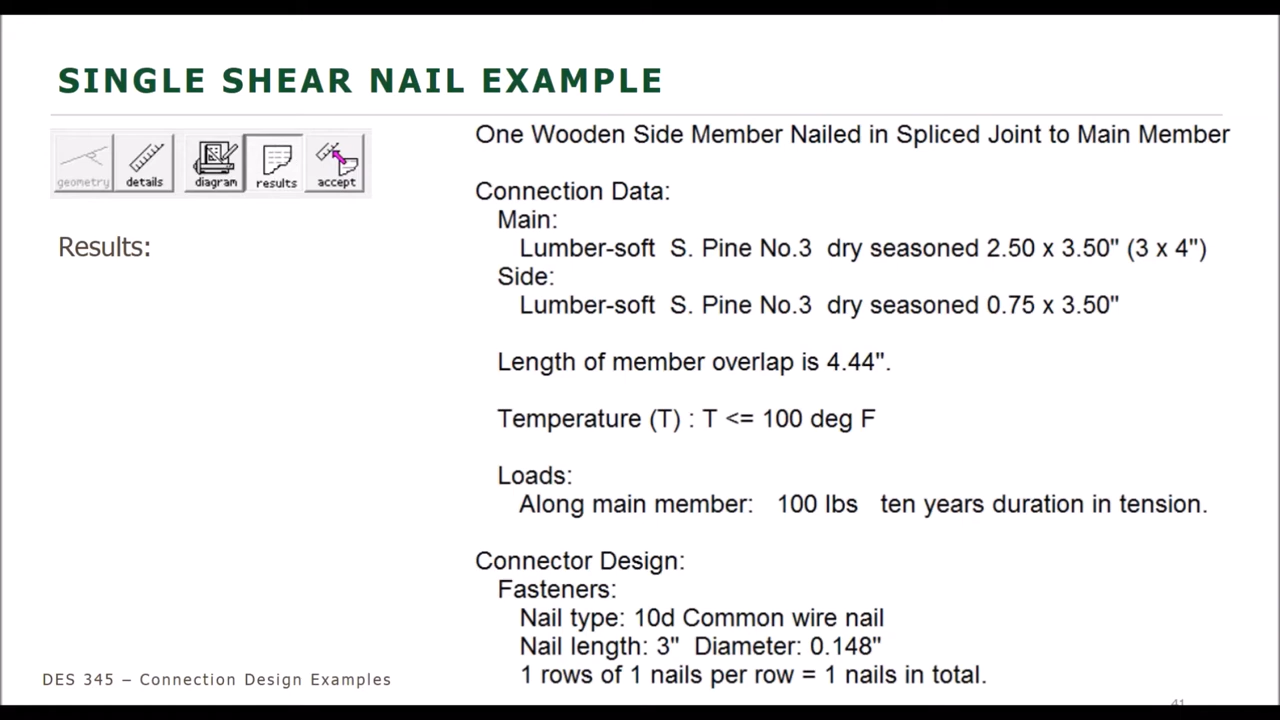 SINGLE SHEAR NAIL EXAMPLE
geometry details diagram results accept
Results:
One Wooden Side Member Nailed in Spliced Joint to Main Member
Connection Data:
Main:
Lumber-soft S. Pine No.3 dry seasoned 2.50 x 3.50" (3 x 4")
Side:
Lumber-soft S. Pine No.3 dry seasoned 0.75 x 3.50"
Length of member overlap is 4.44".
Temperature (T) : T <= 100 deg F
Loads:
Along main member: 100 lbs ten years duration in tension.
Connector Design:
Fasteners:
Nail type: 10d Common wire nail
Nail length: 3" Diameter: 0.148"
1 rows of 1 nails per row = 1 nails in total.
DES 345 – Connection Design Examples
41